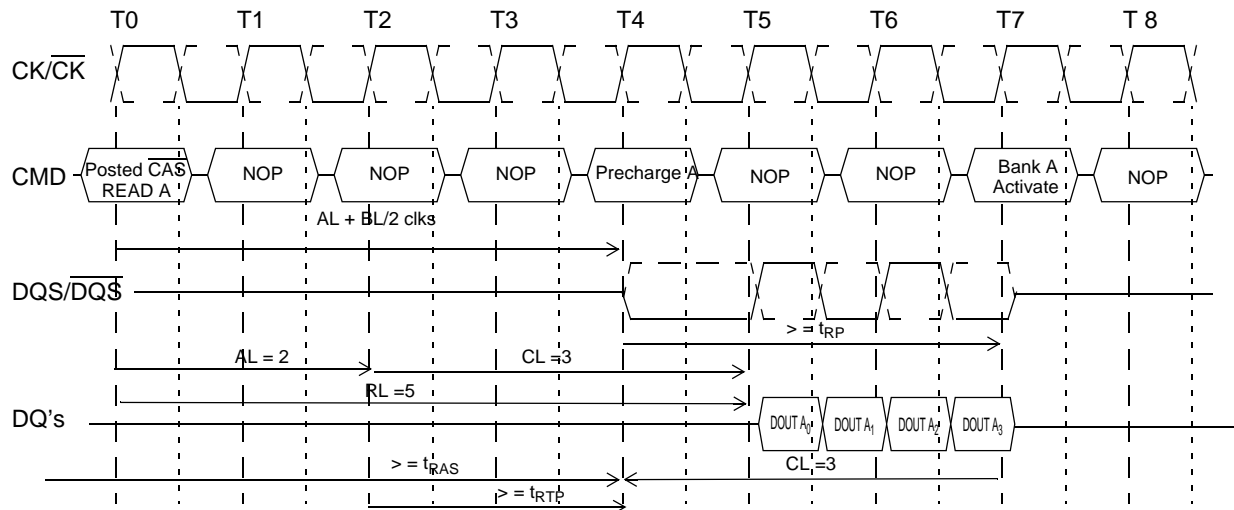 T0 T1 T2 T3 T4 T5 T6 T7 T 8
CK/CK
CMD
Posted CAS
READ A
NOP
NOP
NOP
Precharge A
NOP
NOP
Bank A
Activate
NOP
AL + BL/2 clks
DQS/DQS
> = tRP
AL = 2
CL =3
RL =5
DQ's
DOUT A0
DOUT A1
DOUT A2
DOUT A3
> = tRAS
CL =3
> = tRTP